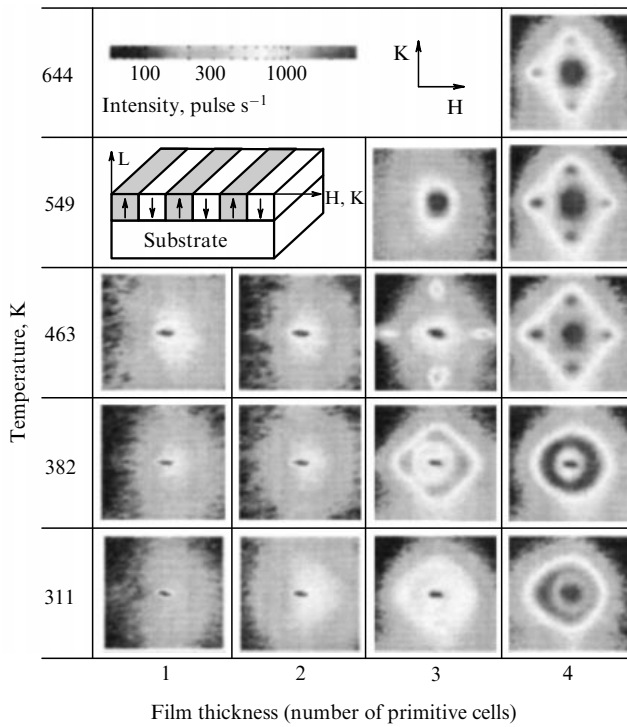 644
100 300 1000
Intensity, pulse s⁻¹
K
H
549
L
H, K
Substrate
463
382
311
Temperature, K
1 2 3 4
Film thickness (number of primitive cells)